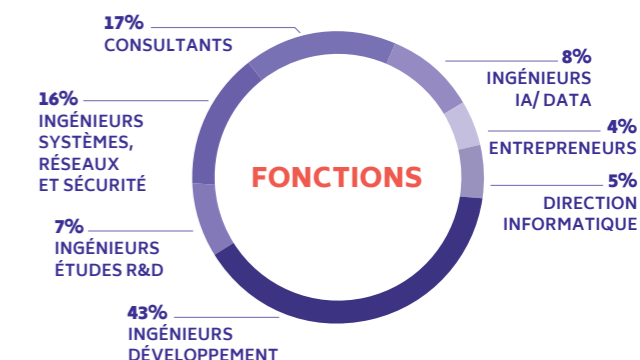 17%
CONSULTANTS
16%
INGÉNIEURS
SYSTÈMES,
RÉSEAUX
ET SÉCURITÉ
7%
INGÉNIEURS
ÉTUDES R&D
43%
INGÉNIEURS
DÉVELOPPEMENT
FONCTIONS
8%
INGÉNIEURS
IA/ DATA
4%
ENTREPRENEURS
5%
DIRECTION
INFORMATIQUE